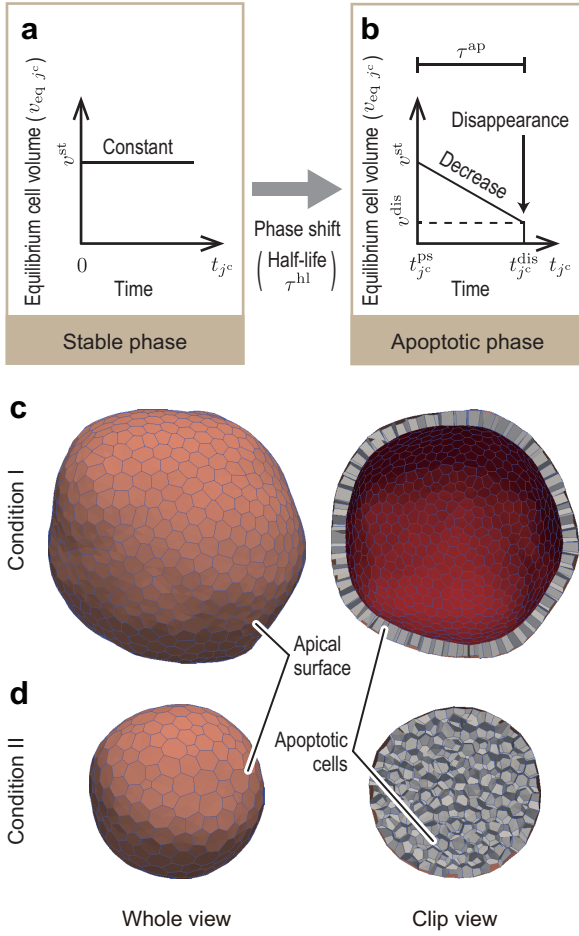 a
Equilibrium cell volume (v_eq j^c)
v^st
Constant
0
t_j^c
Time
Stable phase
Phase shift
(Half-life
τ^hl)
b
τ^ap
Equilibrium cell volume (v_eq j^c)
Disappearance
v^st
Decrease
v^dis
t_j^c^ps
t_j^c^dis
t_j^c
Time
Apoptotic phase
c
Condition I
Apical
surface
d
Condition II
Apoptotic
cells
Whole view
Clip view